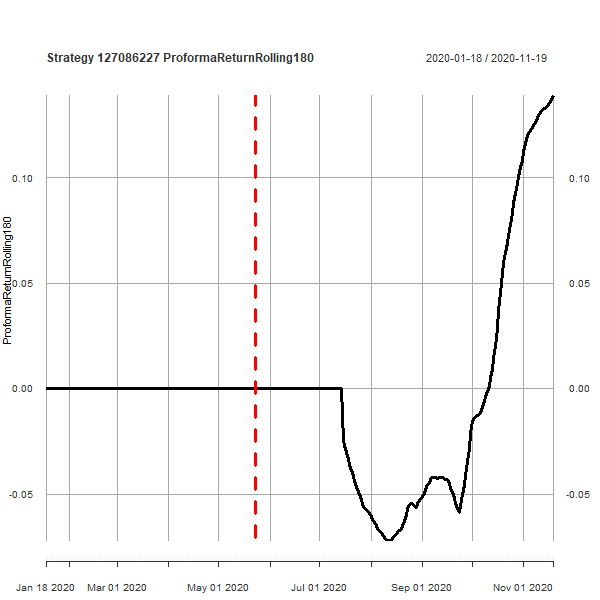 Strategy 127086227 ProformaReturnRolling180
2020-01-18 / 2020-11-19
ProformaReturnRolling180
0.10
0.05
0.00
-0.05
0.10
0.05
0.00
-0.05
Jan 18 2020
Mar 01 2020
May 01 2020
Jul 01 2020
Sep 01 2020
Nov 01 2020